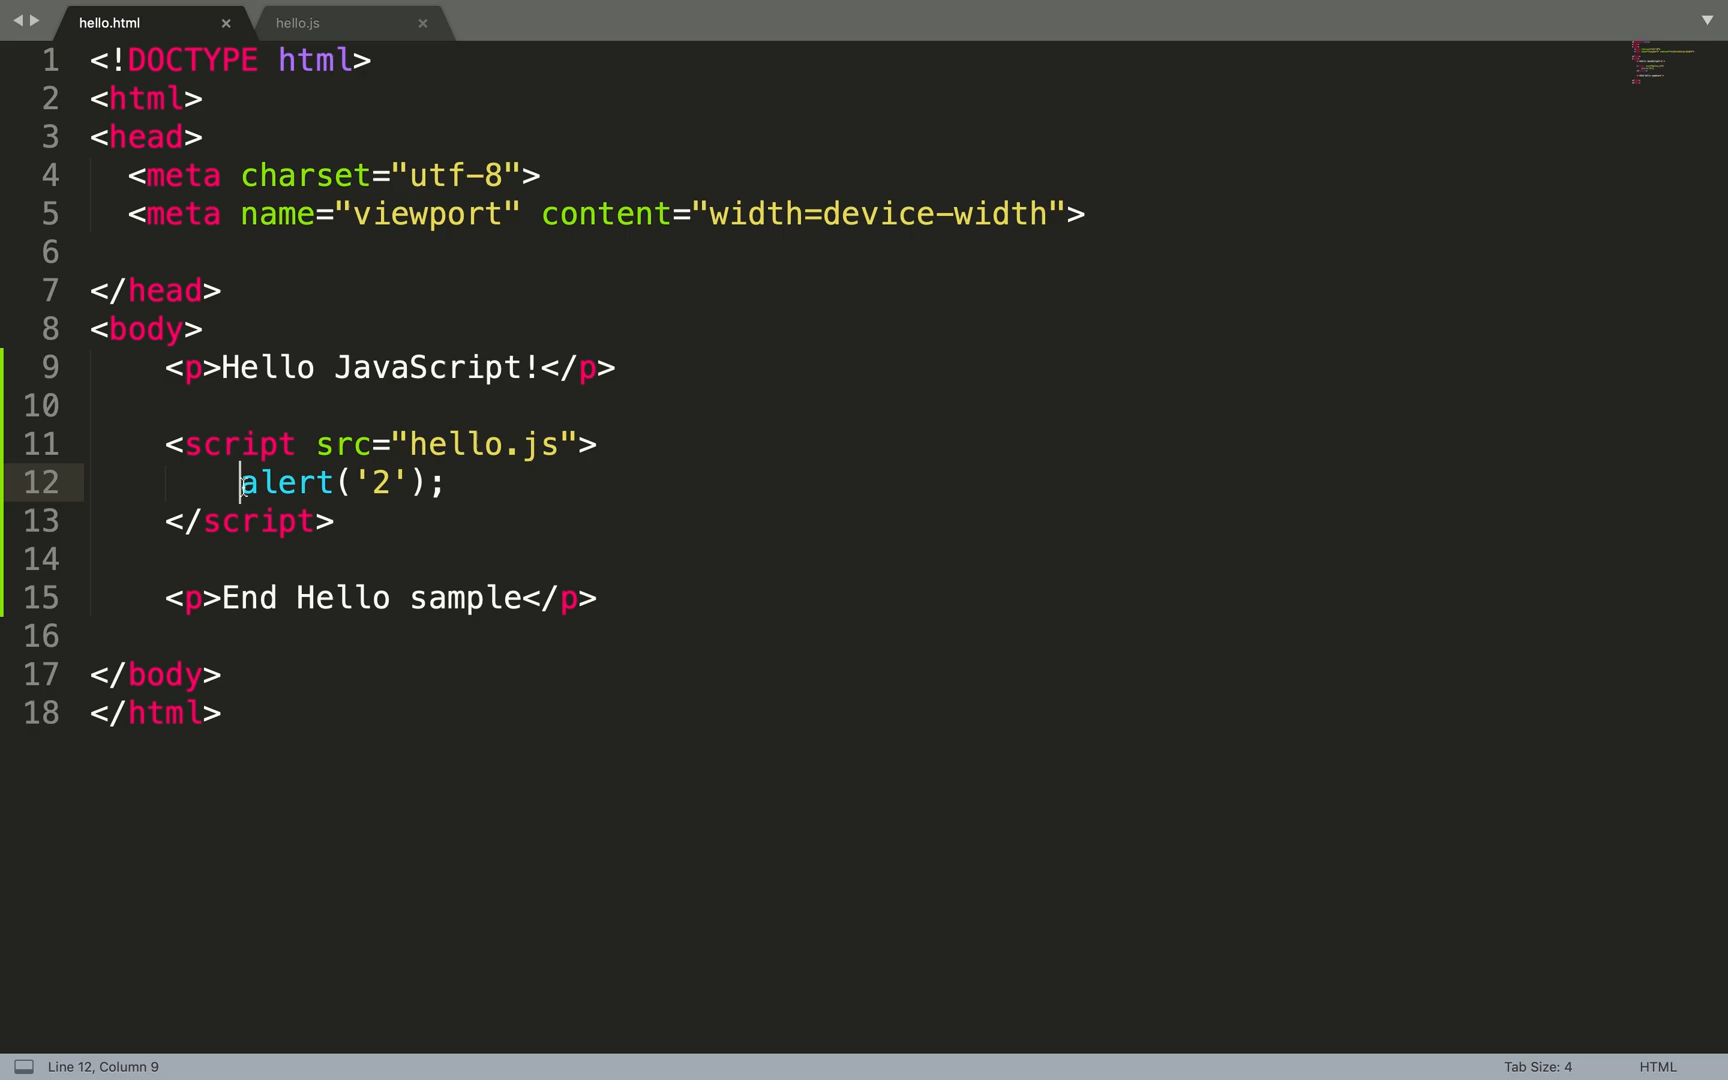 hello.html × hello.js ×
1 <!DOCTYPE html>
2 <html>
3 <head>
4 <meta charset="utf-8">
5 <meta name="viewport" content="width=device-width">
6
7 </head>
8 <body>
9 <p>Hello JavaScript!</p>
10
11 <script src="hello.js">
12 alert('2');
13 </script>
14
15 <p>End Hello sample</p>
16
17 </body>
18 </html>
Line 12, Column 9 Tab Size: 4 HTML